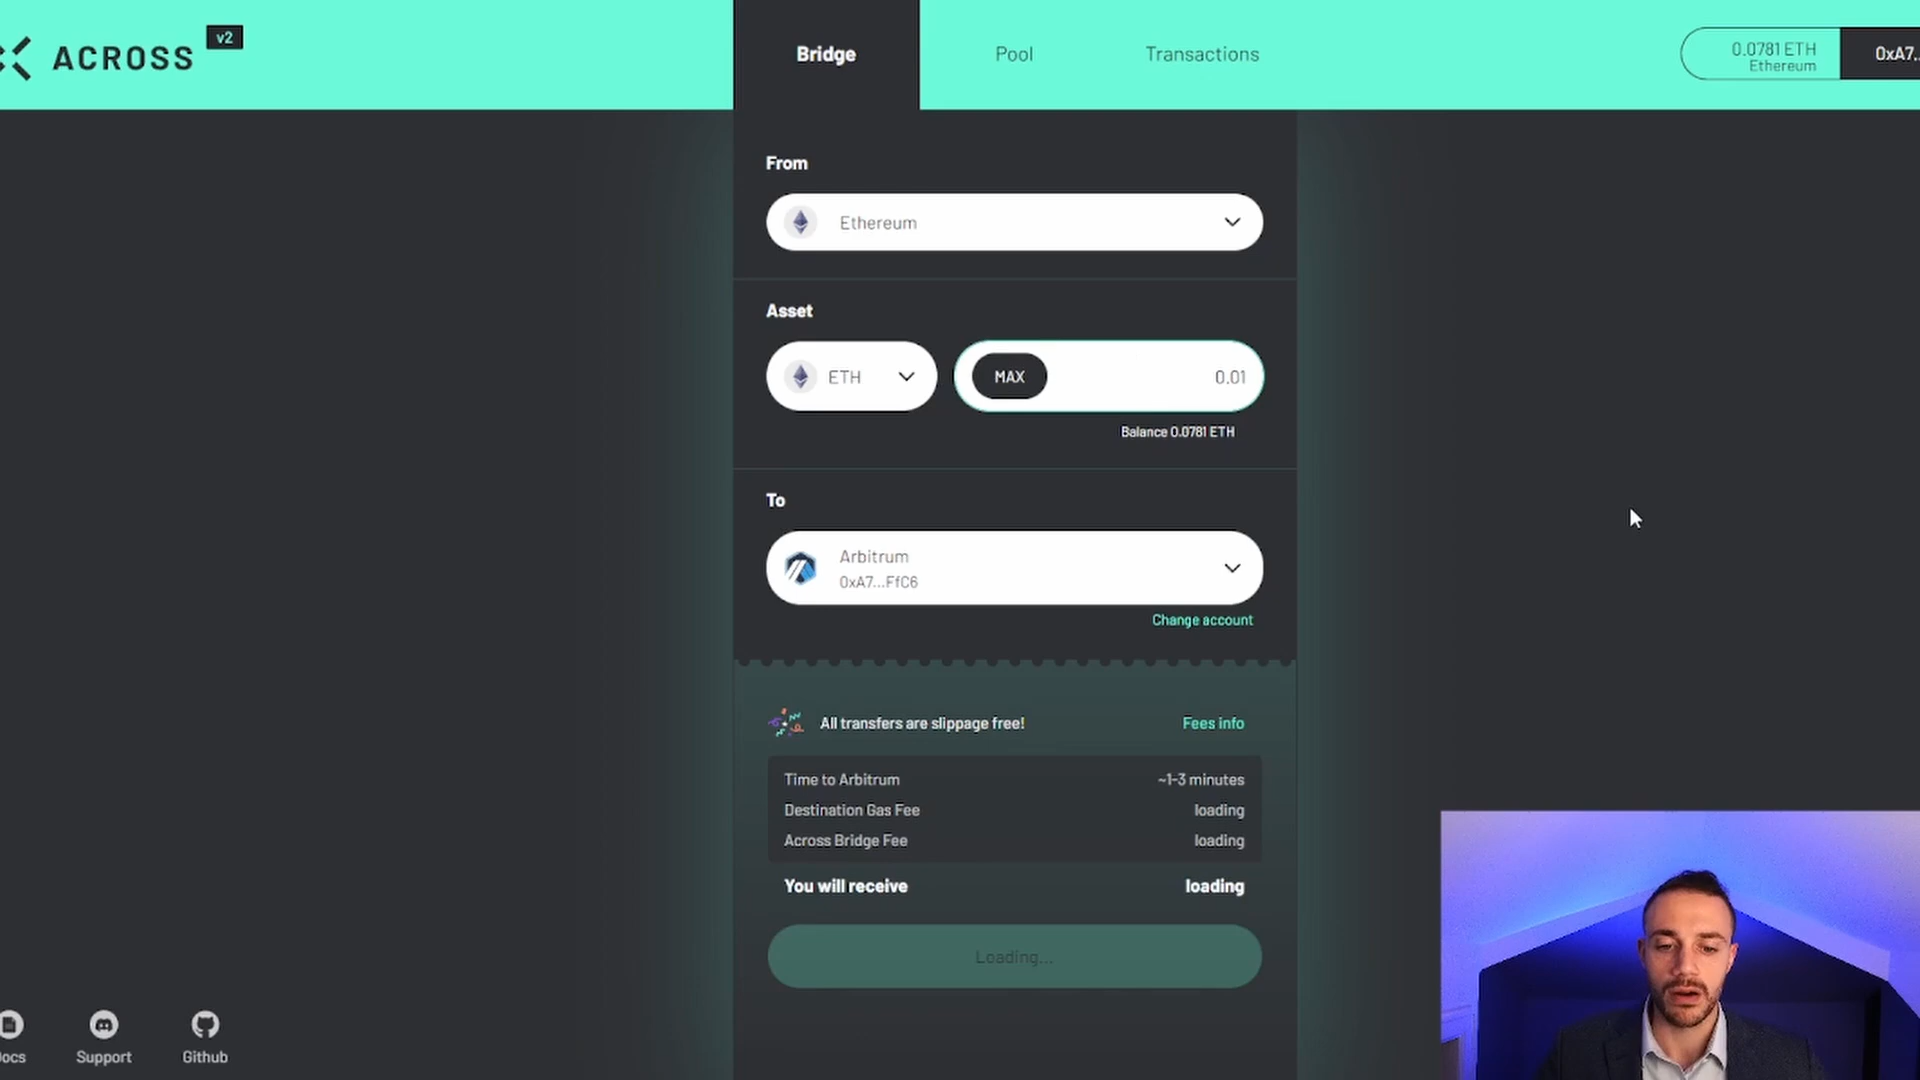 ACROSS v2
Bridge
Pool
Transactions
0.0781 ETH
Ethereum
0xA7...
From
Ethereum
Asset
ETH
MAX
0.01
Balance 0.0781 ETH
To
Arbitrum
0xA7...FfC6
Change account
All transfers are slippage free!
Fees info
Time to Arbitrum
~1-3 minutes
Destination Gas Fee
loading
Across Bridge Fee
loading
You will receive
loading
Loading...
Docs
Support
Github